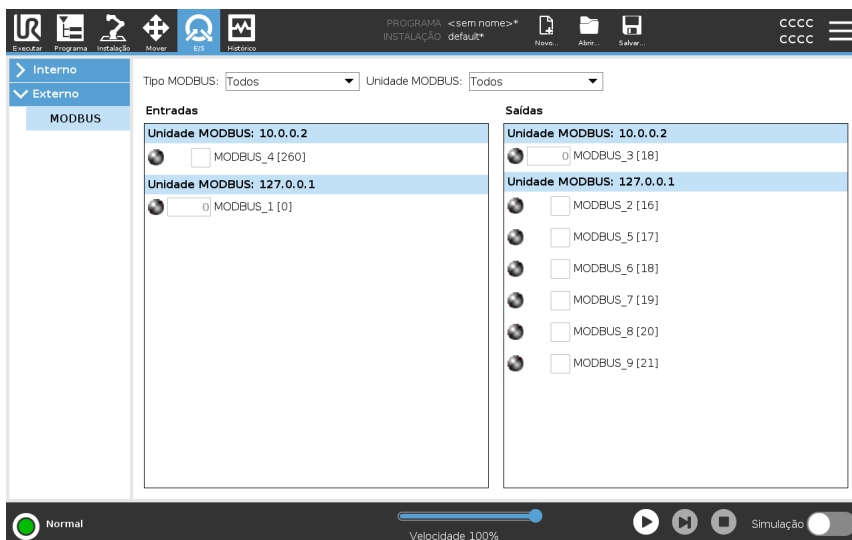 UR
Executar
Programa
Instalação
Mover
E/S
Histórico
PROGRAMA <sem nome>*
INSTALAÇÃO default*
Novo...
Abrir...
Salvar...
CCCC
CCCC
Interno
Externo
MODBUS
Tipo MODBUS: Todos
Unidade MODBUS: Todos
Entradas
Unidade MODBUS: 10.0.0.2
MODBUS_4 [260]
Unidade MODBUS: 127.0.0.1
0 MODBUS_1 [0]
Saídas
Unidade MODBUS: 10.0.0.2
0 MODBUS_3 [18]
Unidade MODBUS: 127.0.0.1
MODBUS_2 [16]
MODBUS_5 [17]
MODBUS_6 [18]
MODBUS_7 [19]
MODBUS_8 [20]
MODBUS_9 [21]
Normal
Velocidade 100%
Simulação